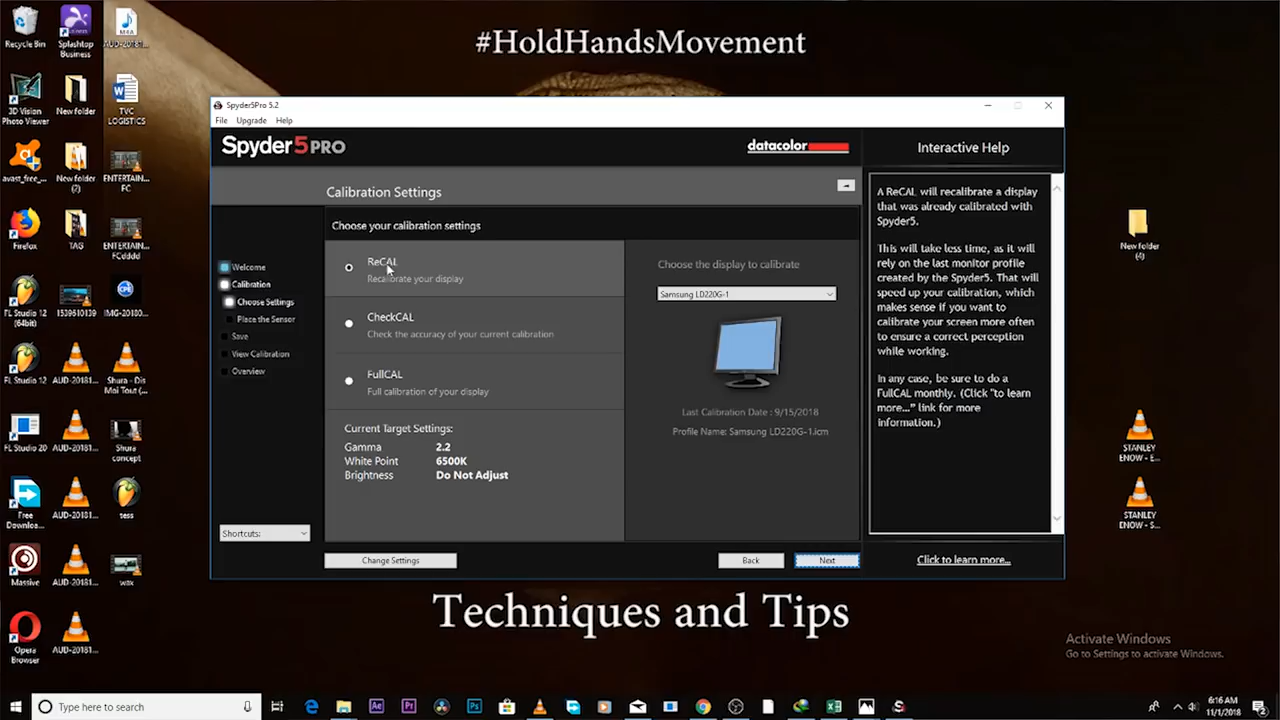 #HoldHandsMovement
Recycle Bin
Splashtop
Business
M4A
AUD-20181...
3D Vision
Photo Viewer
New folder
TVC
LOGISTICS
avast_free_...
New folder
(2)
ENTERTAIN...
FC
Firefox
TAG
ENTERTAIN...
FCdddd
FL Studio 12
(64bit)
1539610139
CPE
IMG-20180...
FL Studio 12
AUD-20181...
Shura - Dis
Moi Tout (...
FL Studio 20
AUD-20181...
Shura
concept
Free
Downloa...
AUD-20181...
tess
Massive
AUD-20181...
wax
Opera
Browser
AUD-20181...
Spyder5Pro 5.2
File Upgrade Help
Spyder5PRO
datacolor
Calibration Settings
Choose your calibration settings
Welcome
Calibration
Choose Settings
Place the Sensor
Save
View Calibration
Overview
Shortcuts:
ReCAL
Recalibrate your display
CheckCAL
Check the accuracy of your current calibration
FullCAL
Full calibration of your display
Current Target Settings:
Gamma 2.2
White Point 6500K
Brightness Do Not Adjust
Choose the display to calibrate
Samsung LD220G-1
Last Calibration Date : 9/15/2018
Profile Name: Samsung LD220G-1.icm
Change Settings
Back
Next
Interactive Help
A ReCAL will recalibrate a display
that was already calibrated with
Spyder5.
This will take less time, as it will
rely on the last monitor profile
created by the Spyder5. That will
speed up your calibration, which
makes sense if you want to
calibrate your screen more often
to ensure a correct perception
while working.
In any case, be sure to do a
FullCAL monthly. (Click "to learn
more..." link for more
information.)
Click to learn more...
New folder
(4)
STANLEY
ENOW - E...
STANLEY
ENOW - S...
Techniques and Tips
Activate Windows
Go to Settings to activate Windows.
Type here to search
Ae
Pr
Ps
6:16 AM
11/1/2018
2